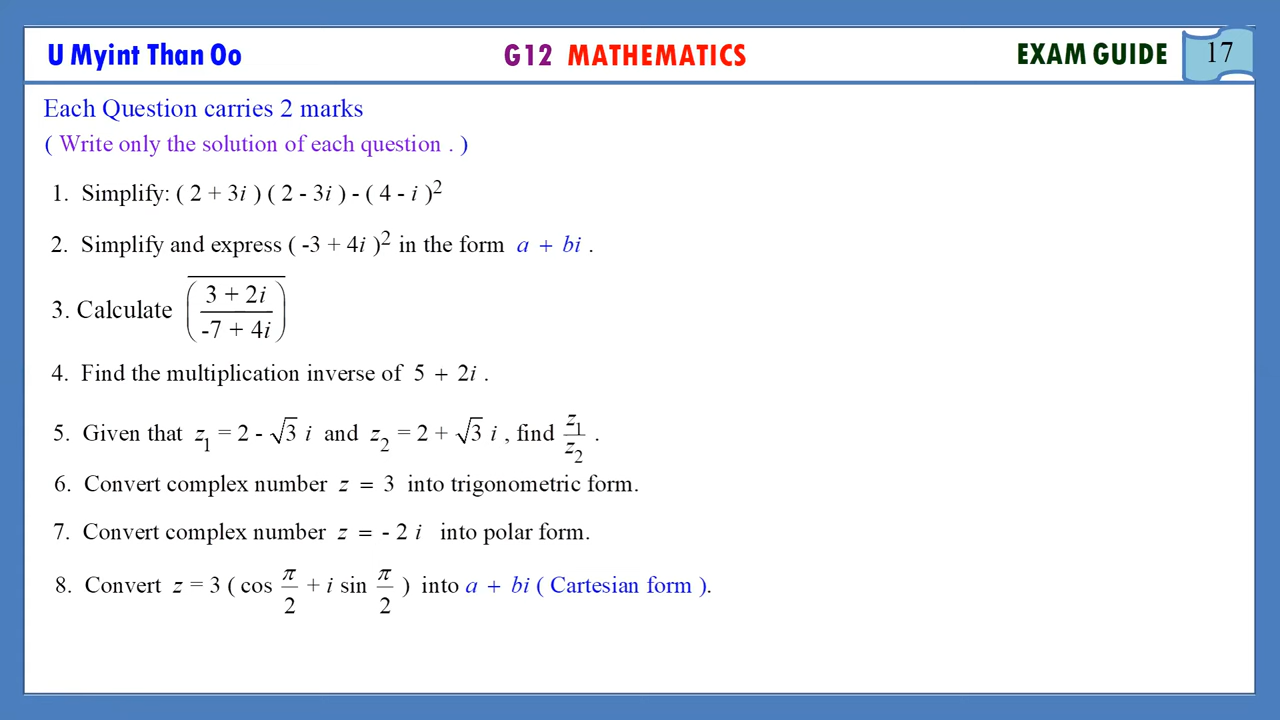 U Myint Than Oo G12 MATHEMATICS EXAM GUIDE 17
Each Question carries 2 marks
( Write only the solution of each question . )
1. Simplify: ( 2 + 3i ) ( 2 - 3i ) - ( 4 - i )²
2. Simplify and express ( -3 + 4i )² in the form a + bi .
3. Calculate \overline{\left( \frac{3 + 2i}{-7 + 4i} \right)}
4. Find the multiplication inverse of 5 + 2i .
5. Given that z₁ = 2 - √3 i and z₂ = 2 + √3 i , find z₁/z₂ .
6. Convert complex number z = 3 into trigonometric form.
7. Convert complex number z = - 2 i into polar form.
8. Convert z = 3 ( cos π/2 + i sin π/2 ) into a + bi ( Cartesian form ).